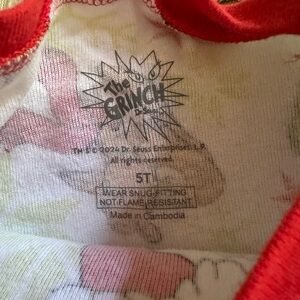 The
GRINCH
TM & © 2024 Dr. Seuss Enterprises, L.P.
All rights reserved.
5T
WEAR SNUG-FITTING
NOT FLAME RESISTANT
Made in Cambodia